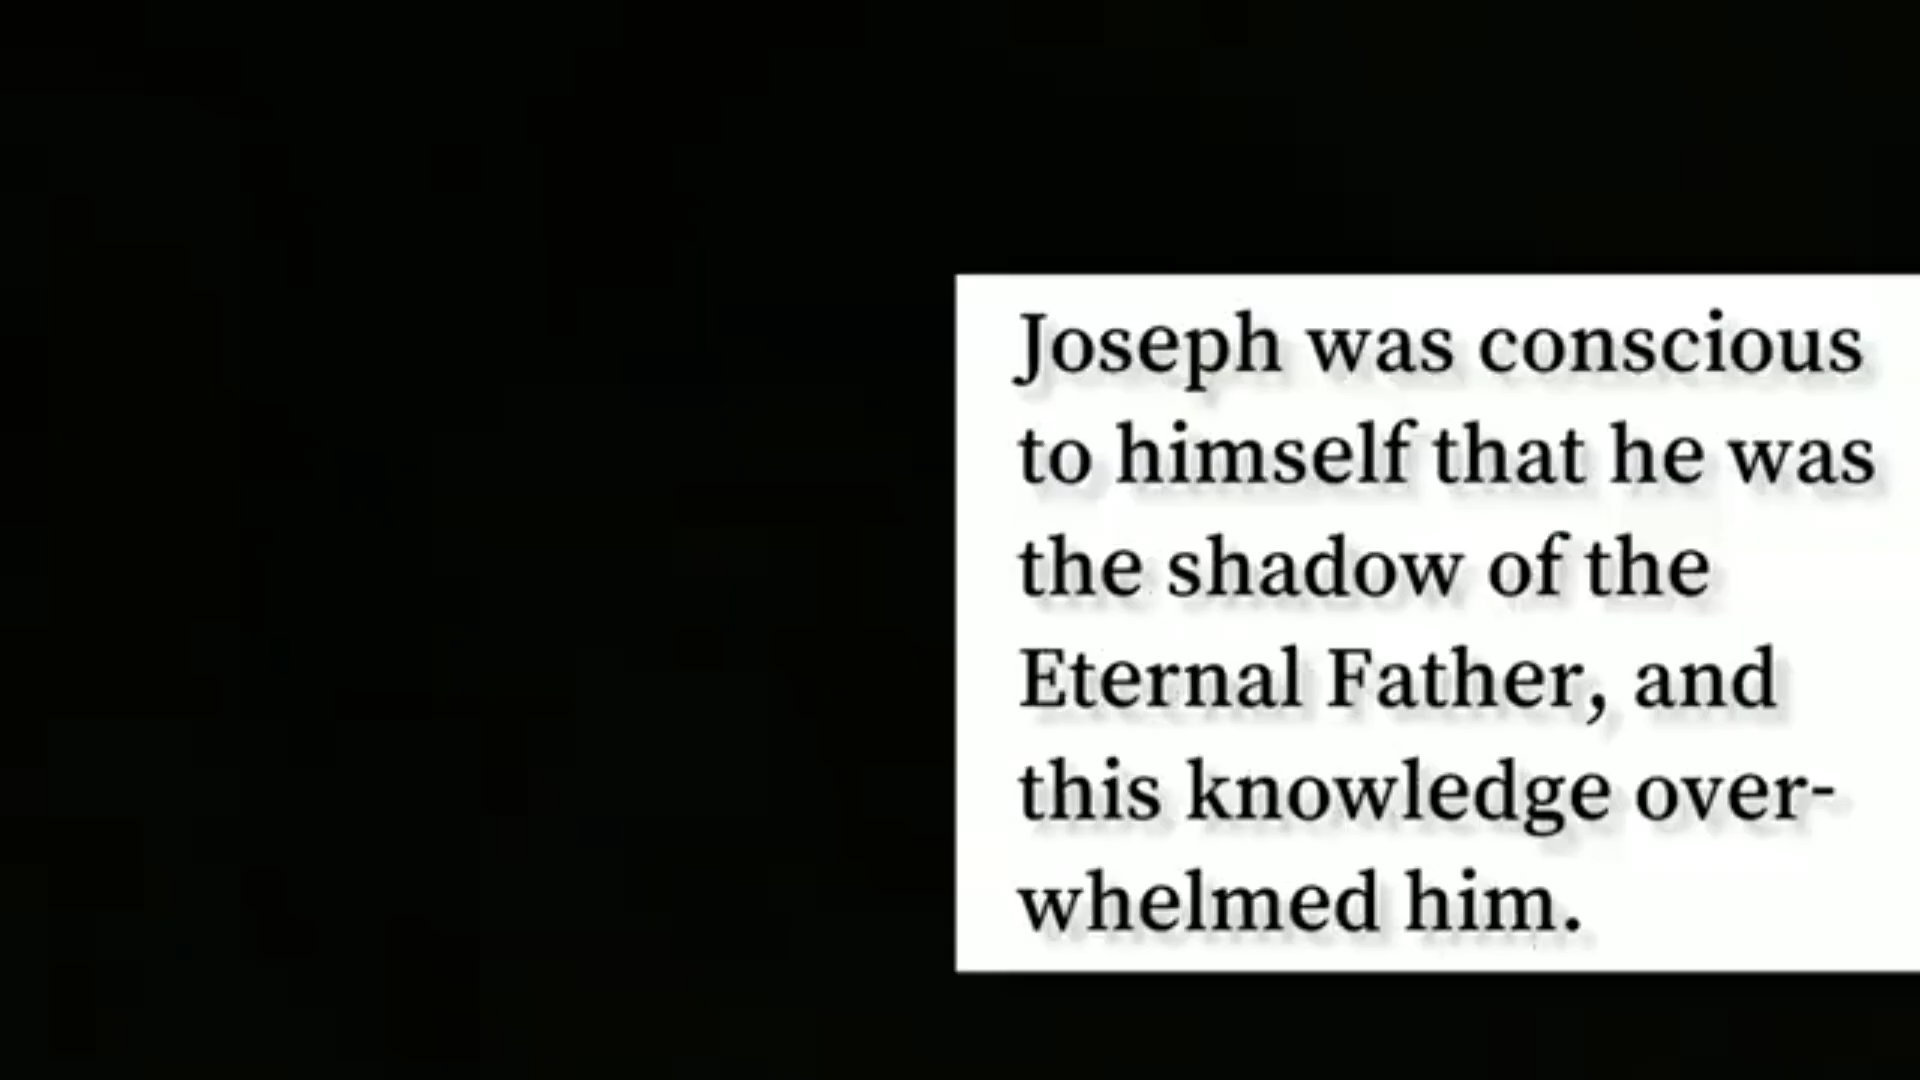 Joseph was conscious
to himself that he was
the shadow of the
Eternal Father, and
this knowledge over-
whelmed him.